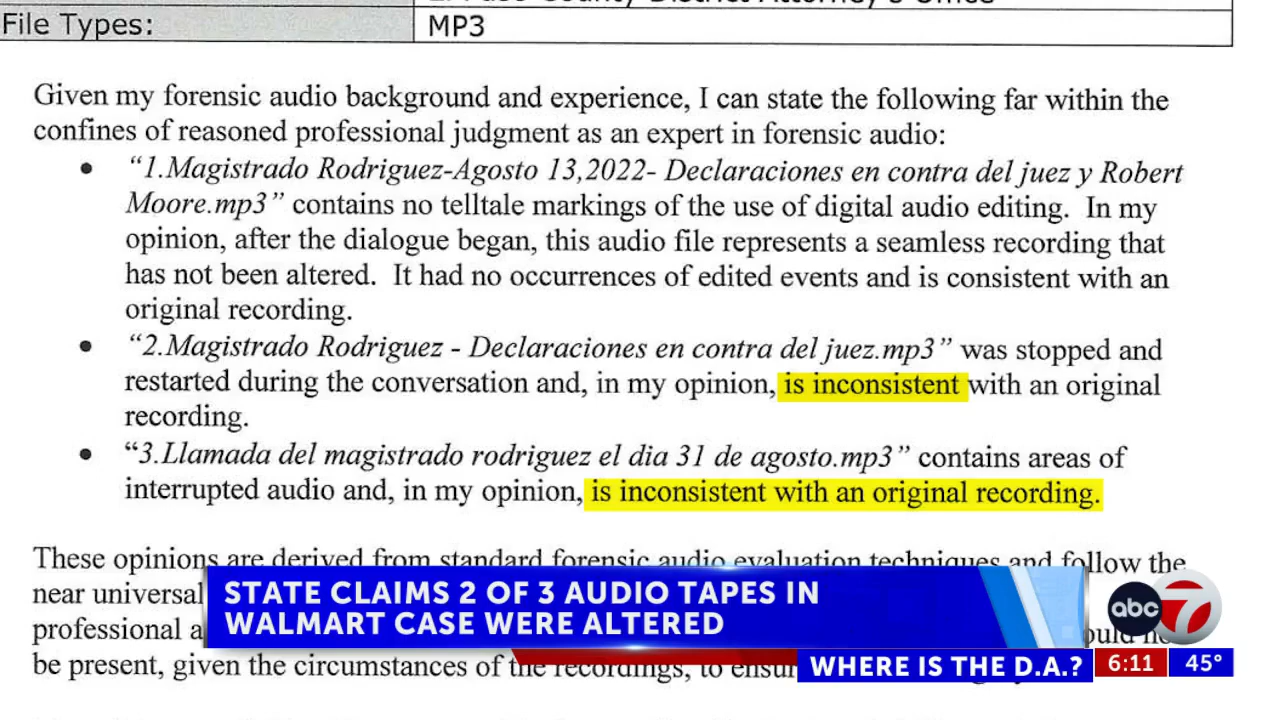 El Paso County District Attorney's Office
File Types:
MP3
Given my forensic audio background and experience, I can state the following far within the
confines of reasoned professional judgment as an expert in forensic audio:
• “1.Magistrado Rodriguez-Agosto 13,2022- Declaraciones en contra del juez y Robert
Moore.mp3” contains no telltale markings of the use of digital audio editing. In my
opinion, after the dialogue began, this audio file represents a seamless recording that
has not been altered. It had no occurrences of edited events and is consistent with an
original recording.
• “2.Magistrado Rodriguez - Declaraciones en contra del juez.mp3” was stopped and
restarted during the conversation and, in my opinion, is inconsistent with an original
recording.
• “3.Llamada del magistrado rodriguez el dia 31 de agosto.mp3” contains areas of
interrupted audio and, in my opinion, is inconsistent with an original recording.
These opinions are derived from standard forensic audio evaluation techniques and follow the
near universal
professional
be present, given the circumstances of the recordings, to
STATE CLAIMS 2 OF 3 AUDIO TAPES IN
WALMART CASE WERE ALTERED
abc 7
WHERE IS THE D.A.? 6:11 45°